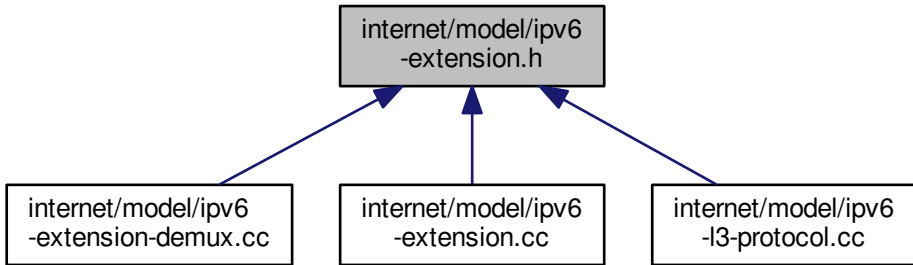 internet/model/ipv6
-extension.h
internet/model/ipv6
-extension-demux.cc
internet/model/ipv6
-extension.cc
internet/model/ipv6
-l3-protocol.cc